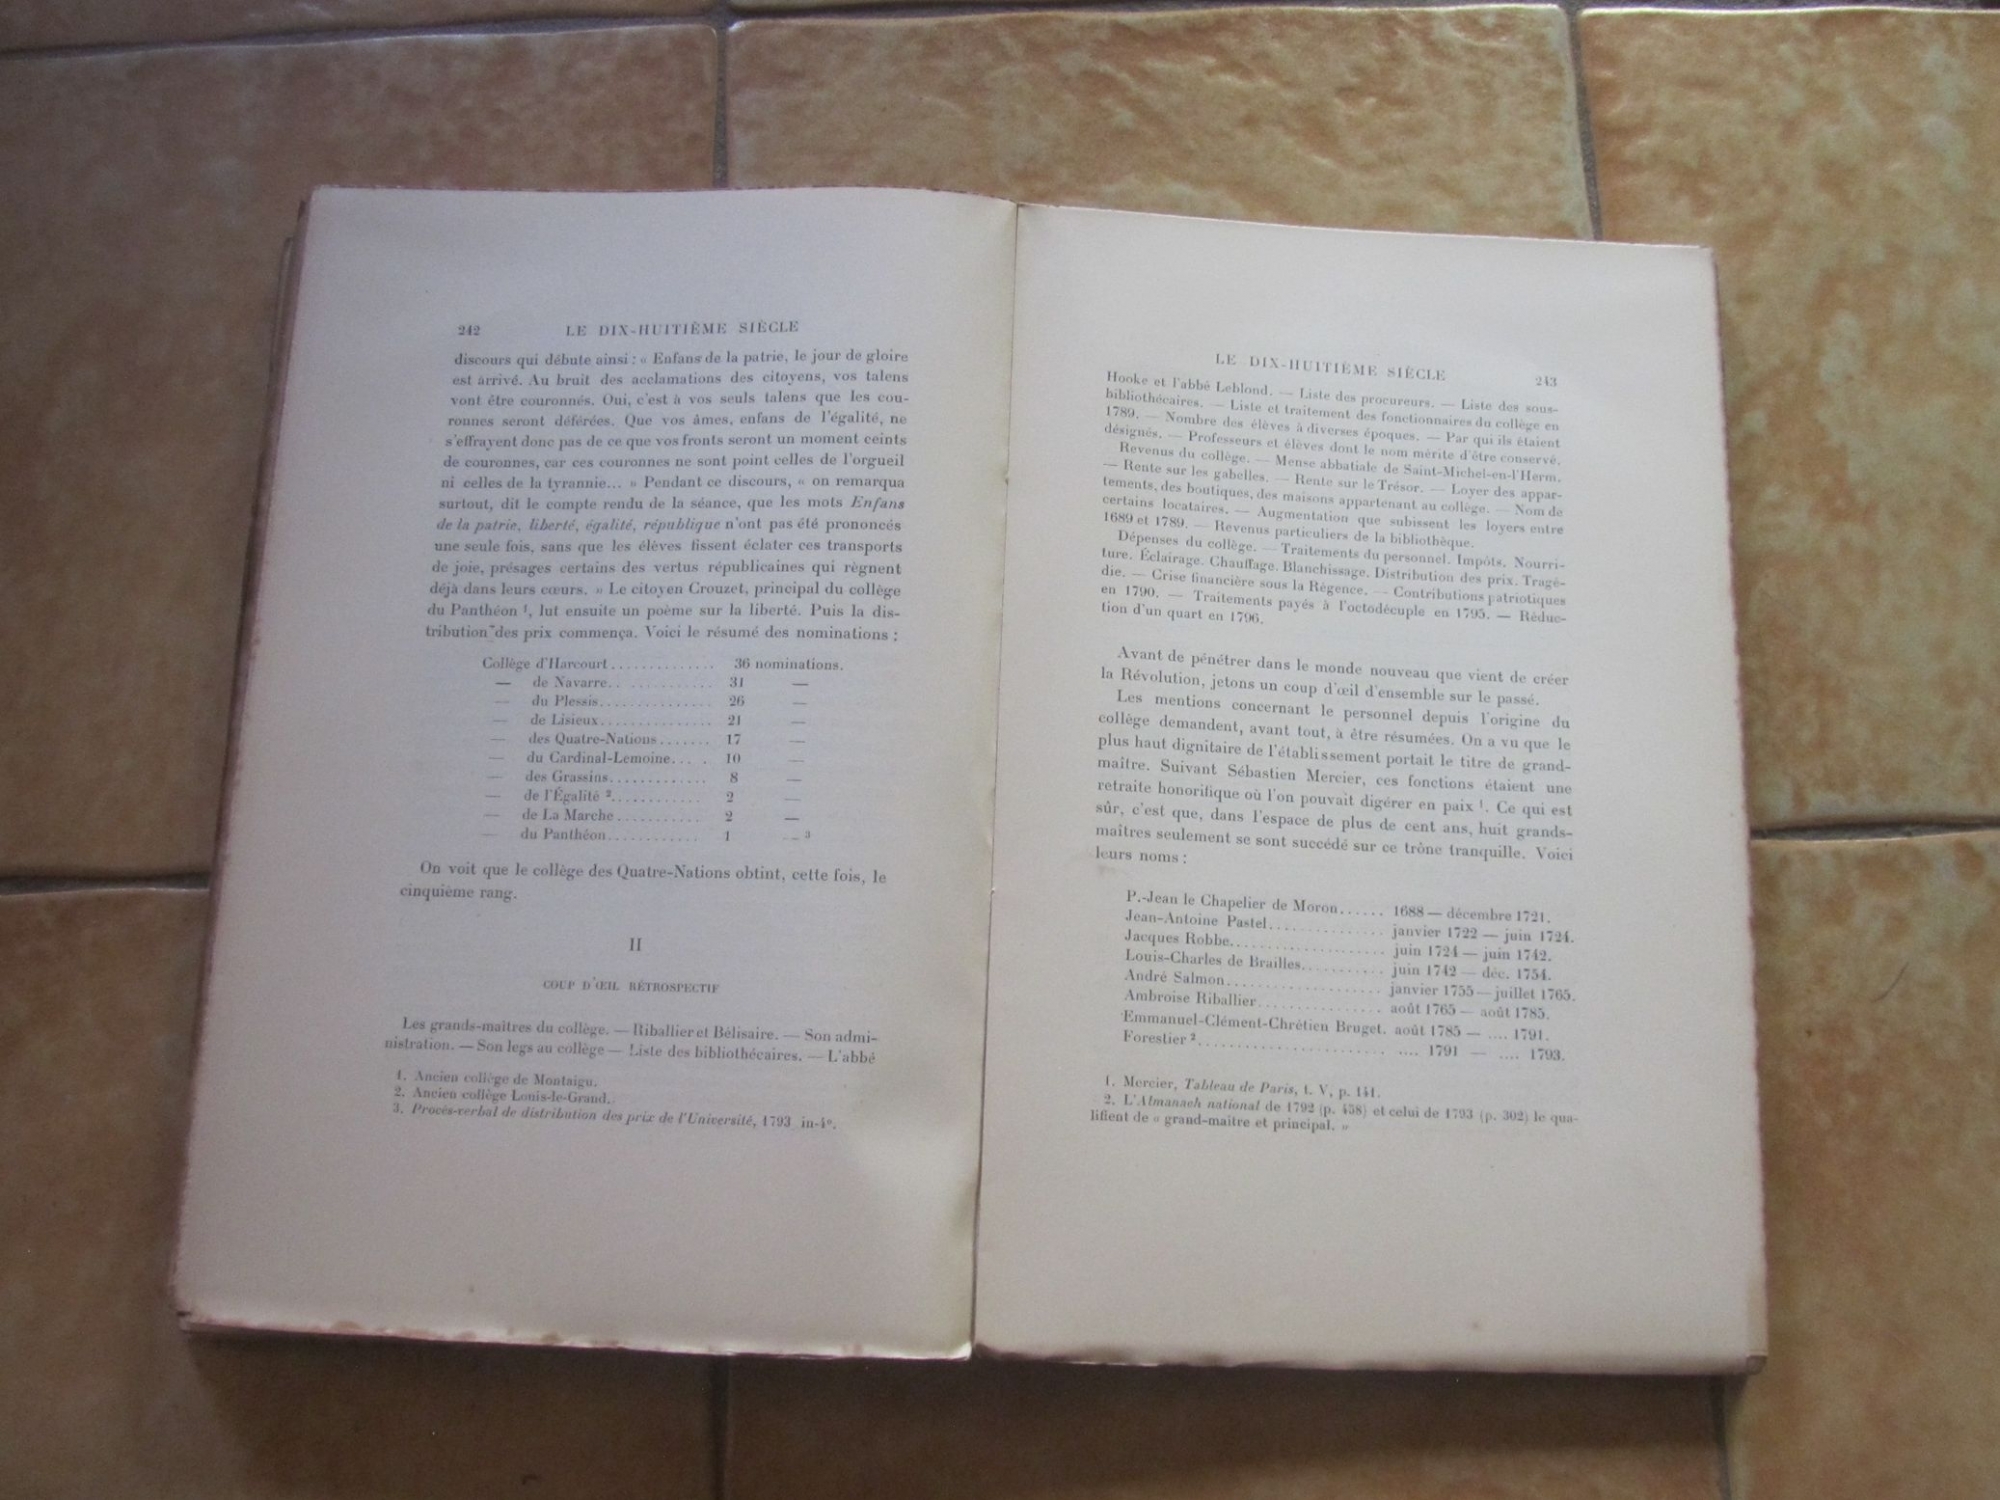 242 LE DIX-HUITIÈME SIÈCLE
discours qui débute ainsi : « Enfans de la patrie, le jour de gloire
est arrivé. Au bruit des acclamations des citoyens, vos talens
vont être couronnés. Oui, c'est à vos seuls talens que les cou-
ronnes seront déférées. Que vos âmes, enfans de l'égalité, ne
s'effrayent donc pas de ce que vos fronts seront un moment ceints
de couronnes, car ces couronnes ne sont point celles de l'orgueil
ni celles de la tyrannie... » Pendant ce discours, « on remarqua
surtout, dit le compte rendu de la séance, que les mots Enfans
de la patrie, liberté, égalité, république n'ont pas été prononcés
une seule fois, sans que les élèves fissent éclater ces transports
de joie, présages certains des vertus républicaines qui règnent
déjà dans leurs cœurs. » Le citoyen Crouzet, principal du collège
du Panthéon ¹, lut ensuite un poème sur la liberté. Puis la dis-
tribution des prix commença. Voici le résumé des nominations :
Collège d'Harcourt.............. 36 nominations.
— de Navarre.. ............ 31 —
— du Plessis............... 26 —
— de Lisieux............... 21 —
— des Quatre-Nations....... 17 —
— du Cardinal-Lemoine... . 10 —
— des Grassins............. 8 —
— de l'Égalité ²............ 2 —
— de La Marche............ 2 —
— du Panthéon............. 1 — ³
On voit que le collège des Quatre-Nations obtint, cette fois, le
cinquième rang.
II
COUP D'ŒIL RÉTROSPECTIF
Les grands-maîtres du collège. — Riballier et Bélisaire. — Son admi-
nistration. — Son legs au collège — Liste des bibliothécaires. — L'abbé
1. Ancien collège de Montaigu.
2. Ancien collège Louis-le-Grand.
3. Procès-verbal de distribution des prix de l'Université, 1793 in-4°.
LE DIX-HUITIÈME SIÈCLE 243
Hooke et l'abbé Leblond. — Liste des procureurs. — Liste des sous-
bibliothécaires. — Liste et traitement des fonctionnaires du collège en
1789. — Nombre des élèves à diverses époques. — Par qui ils étaient
désignés. — Professeurs et élèves dont le nom mérite d'être conservé.
Revenus du collège. — Mense abbatiale de Saint-Michel-en-l'Herm.
— Rente sur les gabelles. — Rente sur le Trésor. — Loyer des appar-
tements, des boutiques, des maisons appartenant au collège. — Nom de
certains locataires. — Augmentation que subissent les loyers entre
1689 et 1789. — Revenus particuliers de la bibliothèque.
Dépenses du collège. — Traitements du personnel. Impôts. Nourri-
ture. Éclairage. Chauffage. Blanchissage. Distribution des prix. Tragé-
die. — Crise financière sous la Régence. — Contributions patriotiques
en 1790. — Traitements payés à l'octodécuple en 1795. — Réduc-
tion d'un quart en 1796.
Avant de pénétrer dans le monde nouveau que vient de créer
la Révolution, jetons un coup d'œil d'ensemble sur le passé.
Les mentions concernant le personnel depuis l'origine du
collège demandent, avant tout, à être résumées. On a vu que le
plus haut dignitaire de l'établissement portait le titre de grand-
maître. Suivant Sébastien Mercier, ces fonctions étaient une
retraite honorifique où l'on pouvait digérer en paix ¹. Ce qui est
sûr, c'est que, dans l'espace de plus de cent ans, huit grands-
maîtres seulement se sont succédé sur ce trône tranquille. Voici
leurs noms :
P.-Jean le Chapelier de Moron...... 1688 — décembre 1721.
Jean-Antoine Pastel............... janvier 1722 — juin 1724.
Jacques Robbe.................... juin 1724 — juin 1742.
Louis-Charles de Brailles.......... juin 1742 — déc. 1754.
André Salmon.................... janvier 1755 — juillet 1765.
Ambroise Riballier................ août 1765 — août 1785.
Emmanuel-Clément-Chrétien Bruget. août 1785 — .... 1791.
Forestier ²........................ .... 1791 — .... 1793.
1. Mercier, Tableau de Paris, t. V, p. 141.
2. L'Almanach national de 1792 (p. 458) et celui de 1793 (p. 302) le qua-
lifient de « grand-maître et principal. »